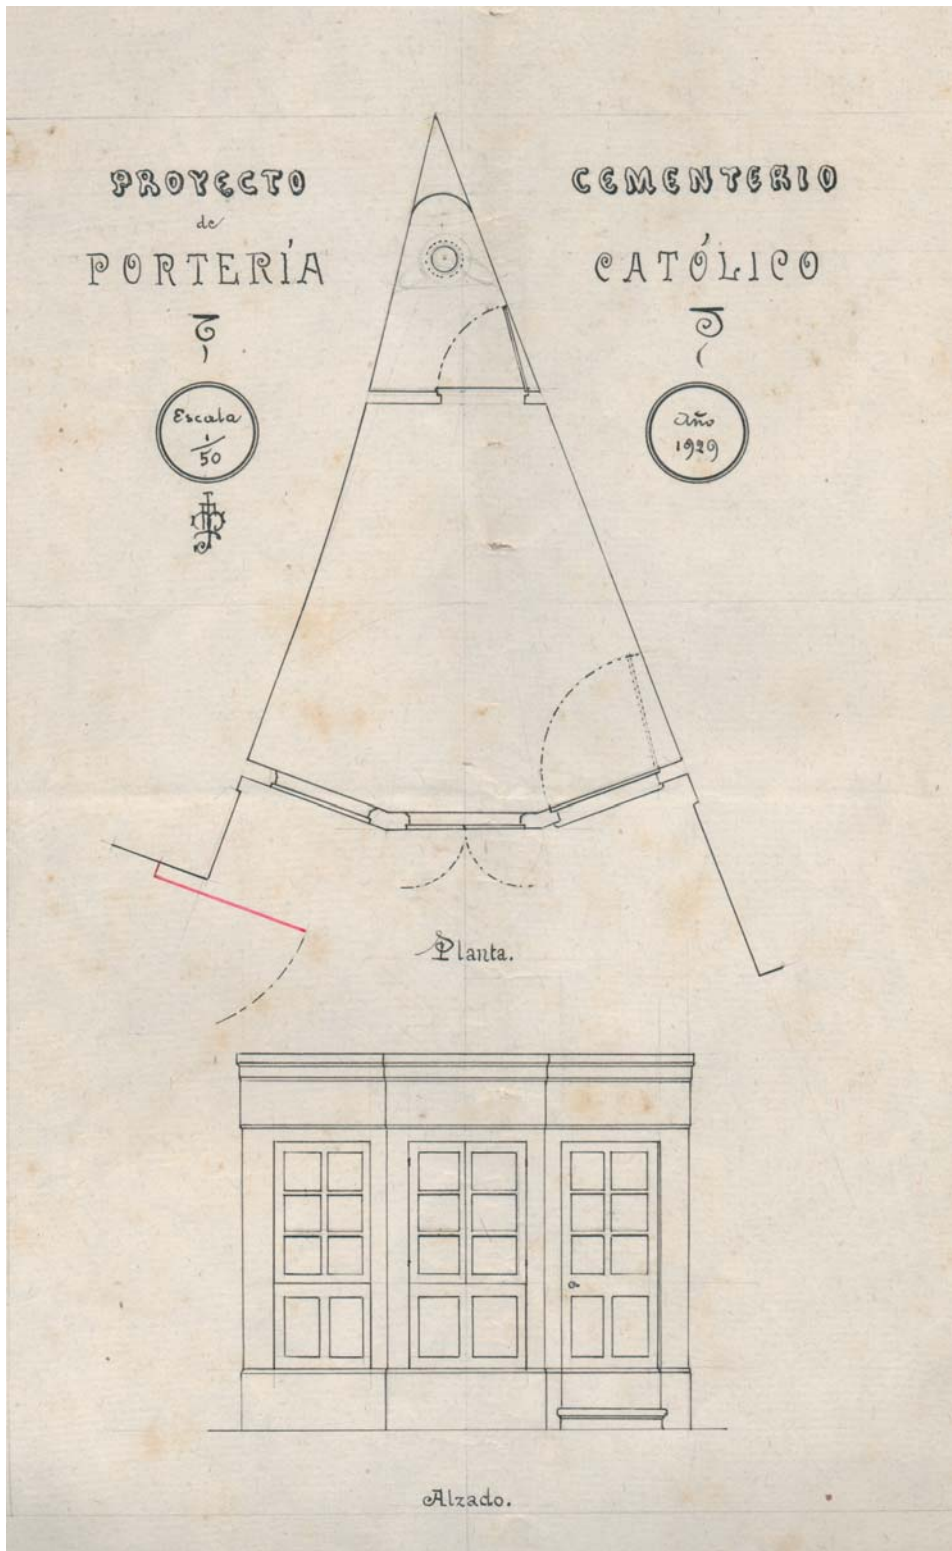 PROYECTO
de
PORTERÍA
CEMENTERIO
CATÓLICO
Escala
1/50
Año
1929
Planta.
Alzado.